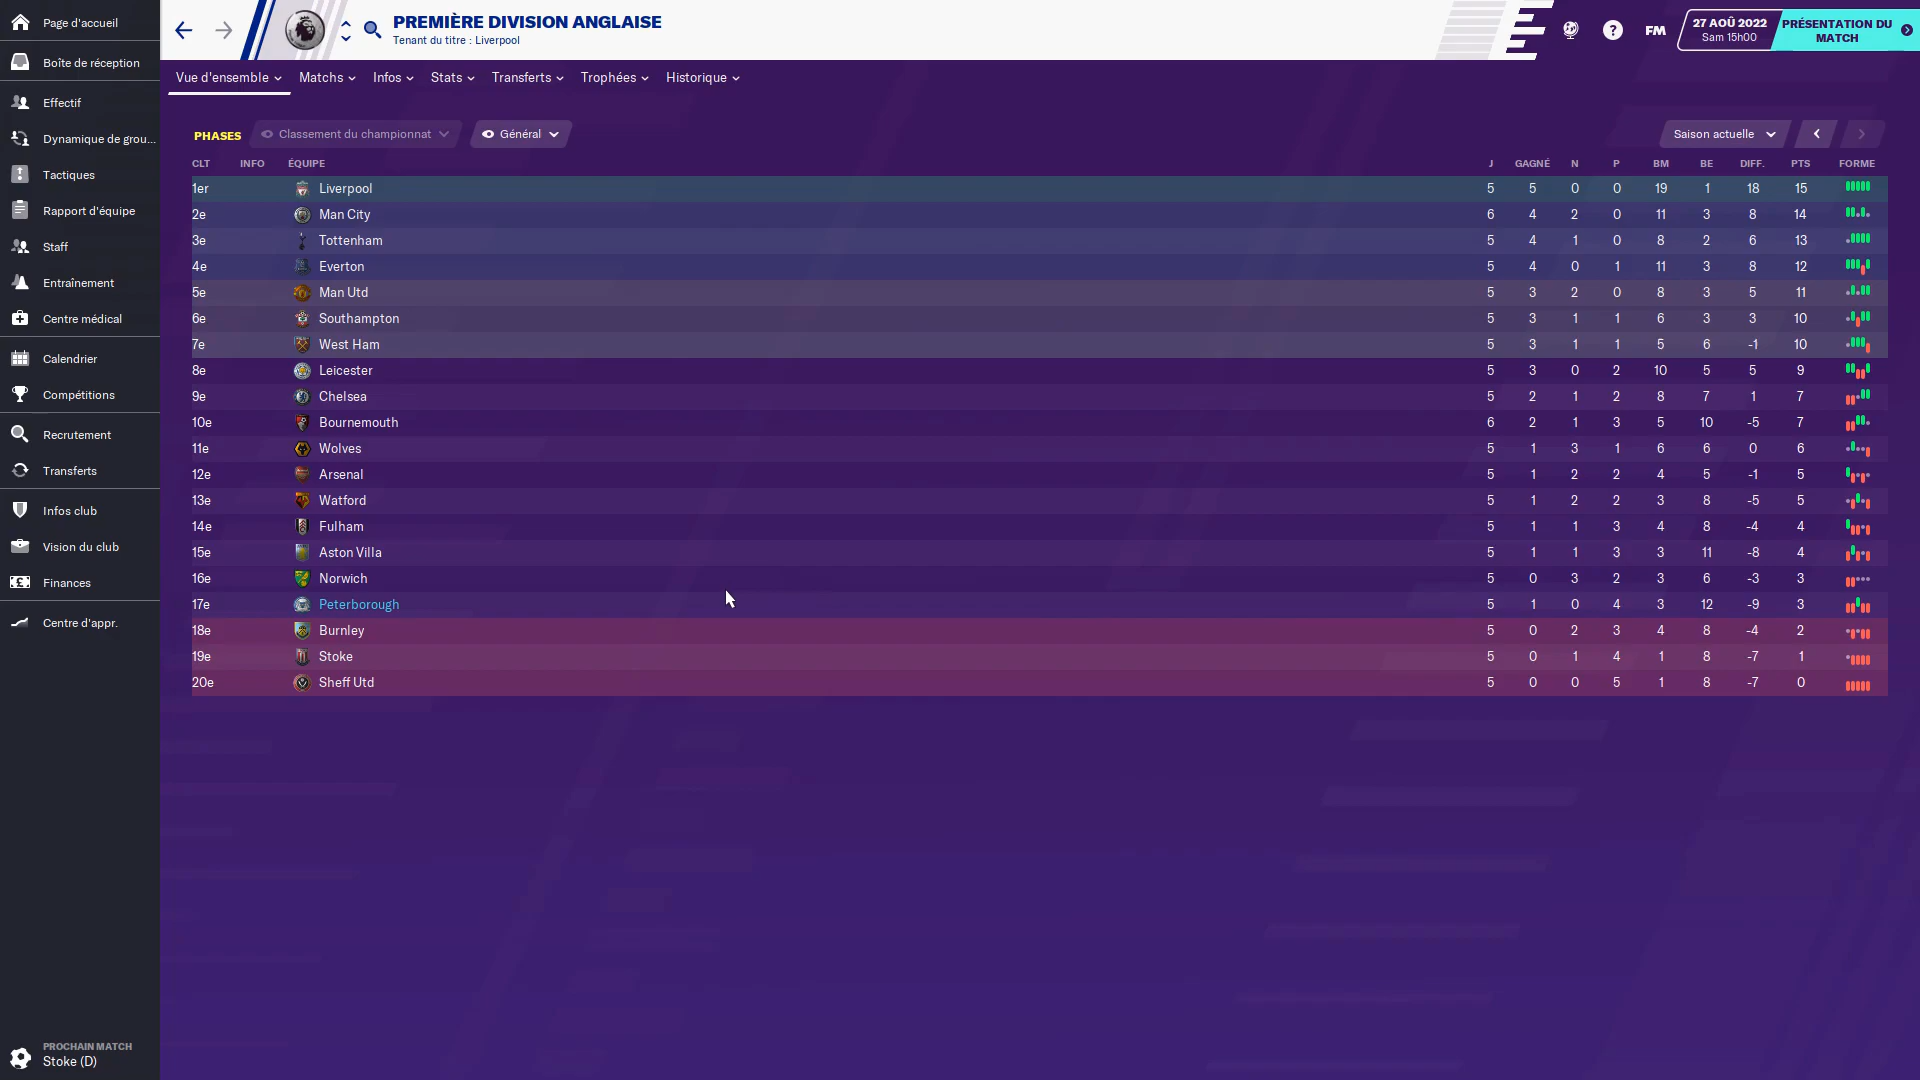 Page d'accueil
Boîte de réception
Effectif
Dynamique de grou...
Tactiques
Rapport d'équipe
Staff
Entraînement
Centre médical
Calendrier
Compétitions
Recrutement
Transferts
Infos club
Vision du club
Finances
Centre d'appr.
PROCHAIN MATCH
Stoke (D)
PREMIÈRE DIVISION ANGLAISE
Tenant du titre : Liverpool
FM
27 AOÛ 2022
Sam 15h00
PRÉSENTATION DU
MATCH
Vue d'ensemble Matchs Infos Stats Transferts Trophées Historique
PHASES Classement du championnat Général Saison actuelle
CLT INFO ÉQUIPE J GAGNÉ N P BM BE DIFF. PTS FORME
1er Liverpool 5 5 0 0 19 1 18 15
2e Man City 6 4 2 0 11 3 8 14
3e Tottenham 5 4 1 0 8 2 6 13
4e Everton 5 4 0 1 11 3 8 12
5e Man Utd 5 3 2 0 8 3 5 11
6e Southampton 5 3 1 1 6 3 3 10
7e West Ham 5 3 1 1 5 6 -1 10
8e Leicester 5 3 0 2 10 5 5 9
9e Chelsea 5 2 1 2 8 7 1 7
10e Bournemouth 6 2 1 3 5 10 -5 7
11e Wolves 5 1 3 1 6 6 0 6
12e Arsenal 5 1 2 2 4 5 -1 5
13e Watford 5 1 2 2 3 8 -5 5
14e Fulham 5 1 1 3 4 8 -4 4
15e Aston Villa 5 1 1 3 3 11 -8 4
16e Norwich 5 0 3 2 3 6 -3 3
17e Peterborough 5 1 0 4 3 12 -9 3
18e Burnley 5 0 2 3 4 8 -4 2
19e Stoke 5 0 1 4 1 8 -7 1
20e Sheff Utd 5 0 0 5 1 8 -7 0